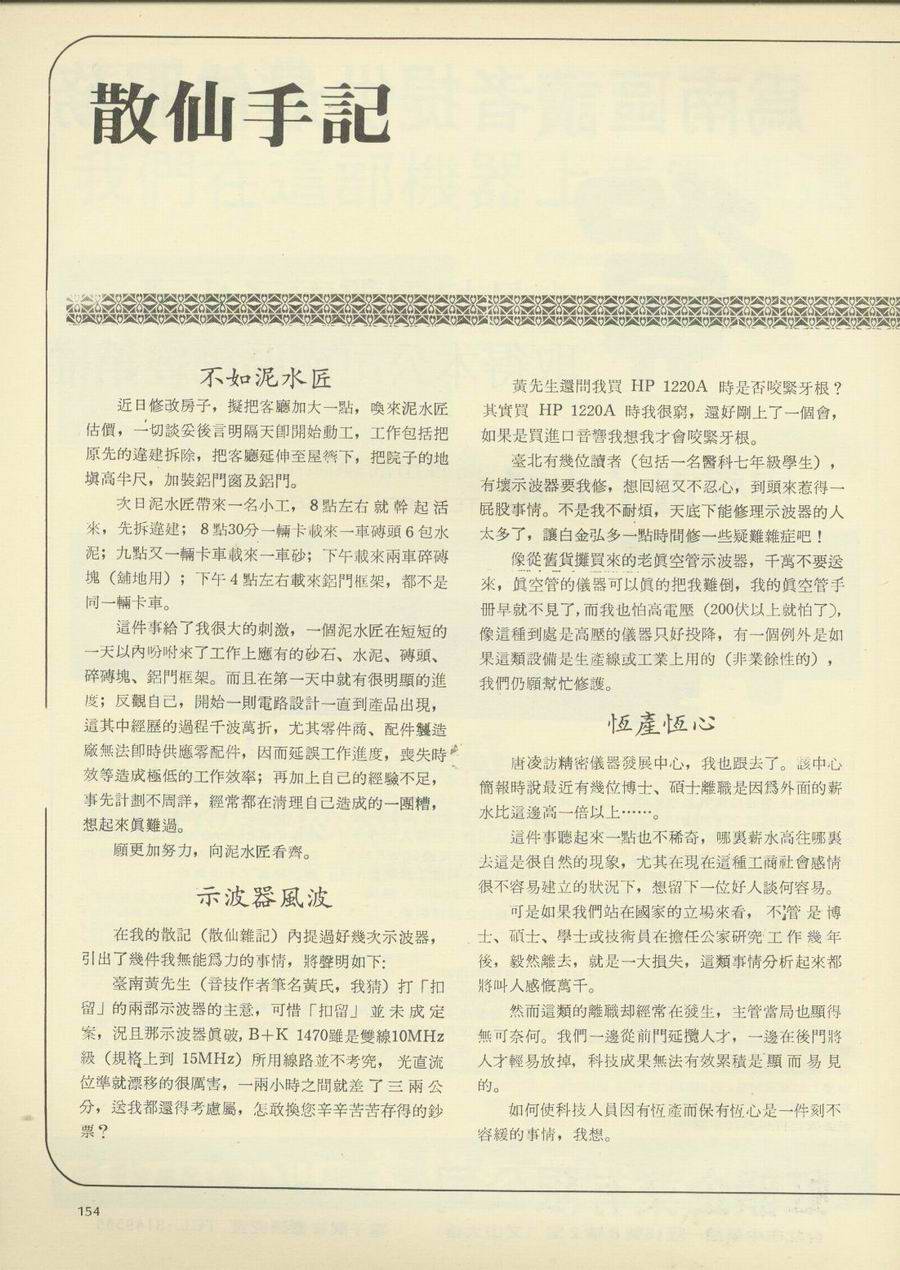 散仙手記
不如泥水匠
近日修改房子，擬把客廳加大一點，喚來泥水匠
估價，一切談妥後言明隔天卽開始動工，工作包括把
原先的違建拆除，把客廳延伸至屋簷下，把院子的地
塡高半尺，加裝鋁門窗及鋁門。
次日泥水匠帶來一名小工，8點左右就幹起活
來，先拆違建；8點30分一輛卡載來一車磚頭6包水
泥；九點又一輛卡車載來一車砂；下午載來兩車碎磚
塊（舖地用）；下午4點左右載來鋁門框架，都不是
同一輛卡車。
這件事給了我很大的刺激，一個泥水匠在短短的
一天以內吩咐來了工作上應有的砂石、水泥、磚頭、
碎磚塊、鋁門框架。而且在第一天中就有很明顯的進
度；反觀自己，開始一則電路設計一直到產品出現，
這其中經歷的過程千波萬折，尤其零件商、配件製造
廠無法卽時供應零配件，因而延誤工作進度，喪失時
效等造成極低的工作效率；再加上自己的經驗不足，
事先計劃不周詳，經常都在清理自己造成的一團糟，
想起來眞難過。
願更加努力，向泥水匠看齊。
示波器風波
在我的散記（散仙雜記）內提過好幾次示波器，
引出了幾件我無能爲力的事情，將聲明如下：
臺南黃先生（音技作者筆名黃氏，我猜）打「扣
留」的兩部示波器的主意，可惜「扣留」並未成定
案，況且那示波器眞破，B+K 1470雖是雙線10MHz
級（規格上到 15MHz）所用線路並不考究，光直流
位準就漂移的很厲害，一兩小時之間就差了三兩公
分，送我都還得考慮屬，怎敢換您辛辛苦苦存得的鈔
票？
黃先生還問我買 HP 1220A 時是否咬緊牙根？
其實買 HP 1220A 時我很窮，還好剛上了一個會，
如果是買進口音響我想我才會咬緊牙根。
臺北有幾位讀者（包括一名醫科七年級學生），
有壞示波器要我修，想回絕又不忍心，到頭來惹得一
屁股事情。不是我不耐煩，天底下能修理示波器的人
太多了，讓白金弘多一點時間修一些疑難雜症吧！
像從舊貨攤買來的老眞空管示波器，千萬不要送
來，眞空管的儀器可以眞的把我難倒，我的眞空管手
冊早就不見了，而我也怕高電壓（200伏以上就怕了），
像這種到處是高壓的儀器只好投降，有一個例外是如
果這類設備是生產線或工業上用的（非業餘性的），
我們仍願幫忙修護。
恆產恆心
唐凌訪精密儀器發展中心，我也跟去了。該中心
簡報時說最近有幾位博士、碩士離職是因爲外面的薪
水比這邊高一倍以上……。
這件事聽起來一點也不稀奇，哪裏薪水高往哪裏
去這是很自然的現象，尤其在現在這種工商社會感情
很不容易建立的狀況下，想留下一位好人談何容易。
可是如果我們站在國家的立場來看，不管是博
士、碩士、學士或技術員在擔任公家研究工作幾年
後，毅然離去，就是一大損失，這類事情分析起來都
將叫人感慨萬千。
然而這類的離職却經常在發生，主管當局也顯得
無可奈何。我們一邊從前門延攬人才，一邊在後門將
人才輕易放掉，科技成果無法有效累積是顯而易見
的。
如何使科技人員因有恆產而保有恆心是一件刻不
容緩的事情，我想。
154